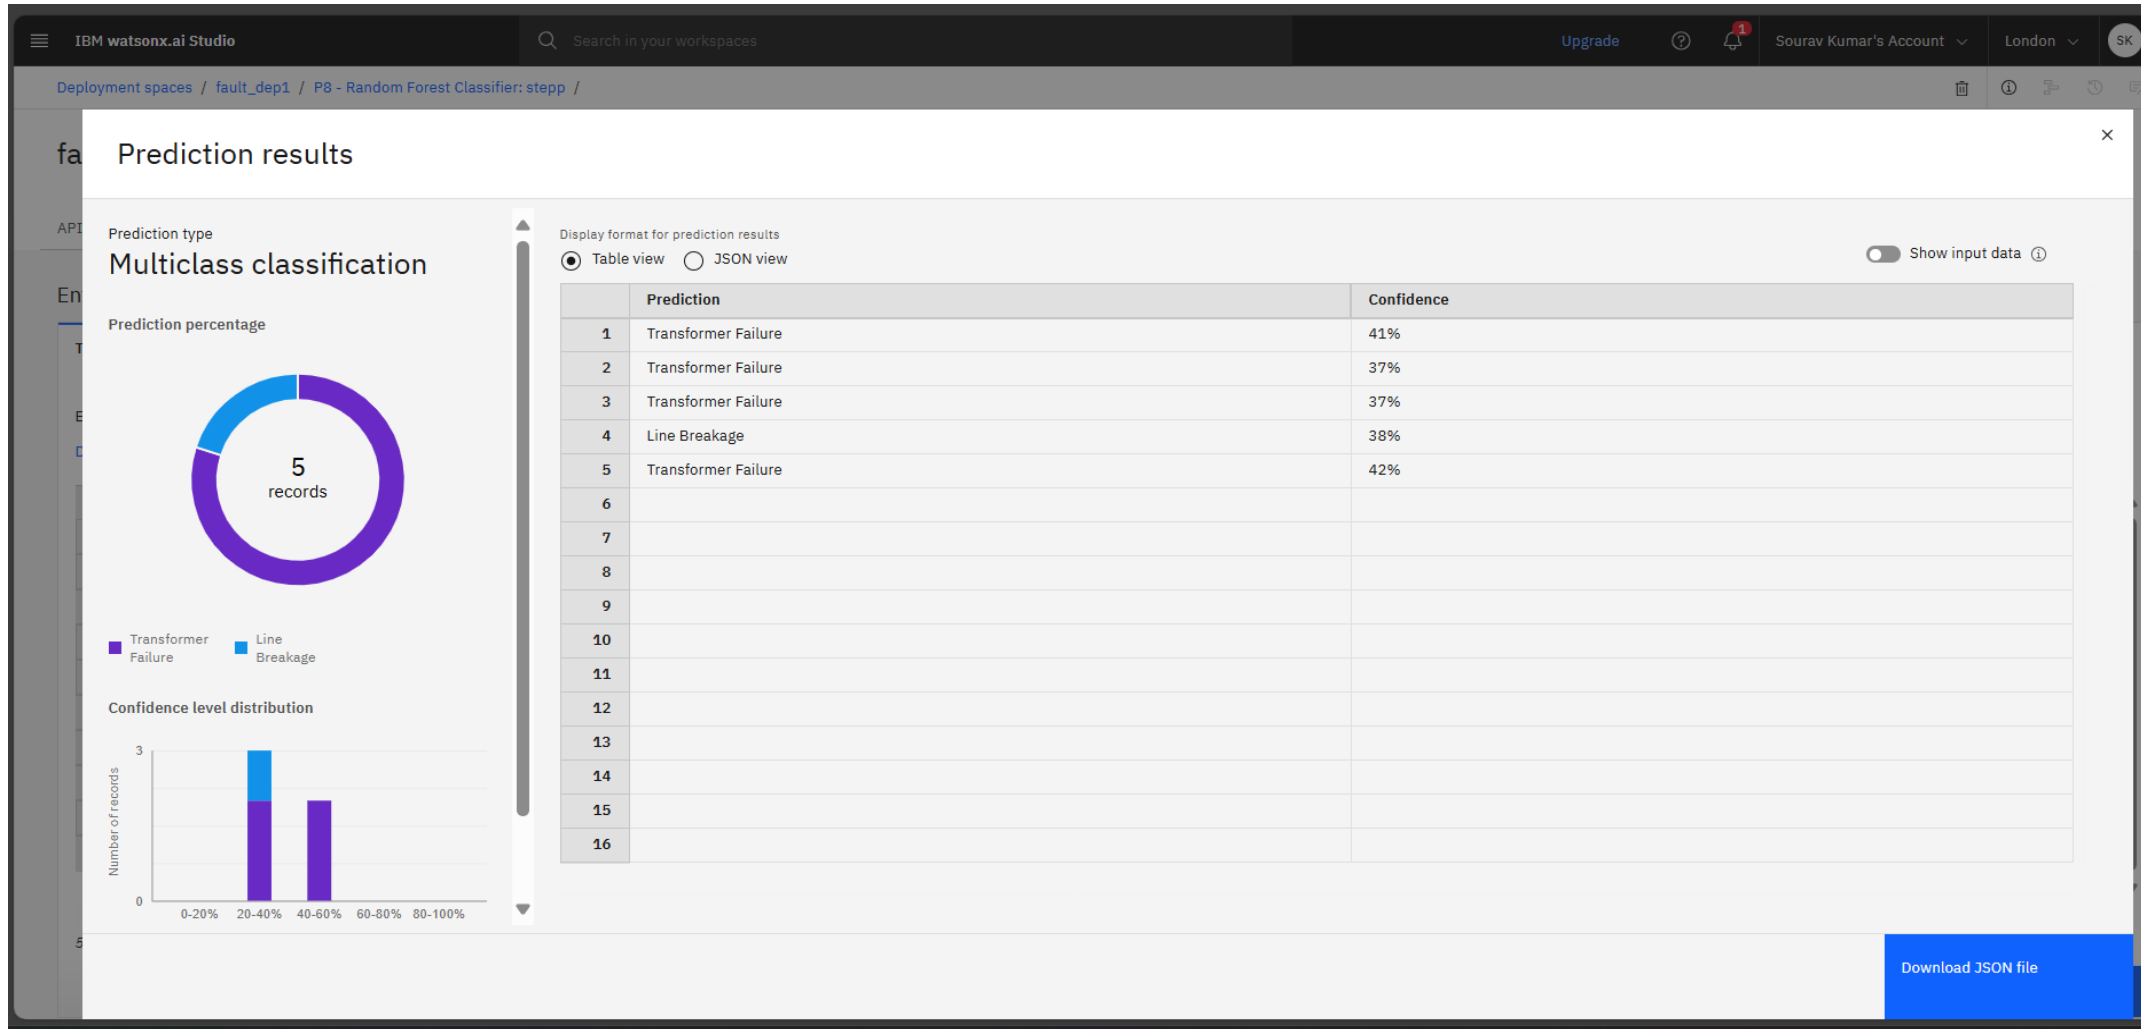 IBM watsonx.ai Studio
Search in your workspaces
Upgrade
1
Sourav Kumar's Account
London
SK
Deployment spaces / fault_dep1 / P8 - Random Forest Classifier: stepp /
fa
Prediction results
API
Prediction type
Multiclass classification
En
Prediction percentage
T
E
D
5
records
Transformer
Failure
Line
Breakage
Confidence level distribution
Number of records
3
0
0-20% 20-40% 40-60% 60-80% 80-100%
5
Display format for prediction results
Table view JSON view
Show input data
Prediction Confidence
1 Transformer Failure 41%
2 Transformer Failure 37%
3 Transformer Failure 37%
4 Line Breakage 38%
5 Transformer Failure 42%
6
7
8
9
10
11
12
13
14
15
16
Download JSON file